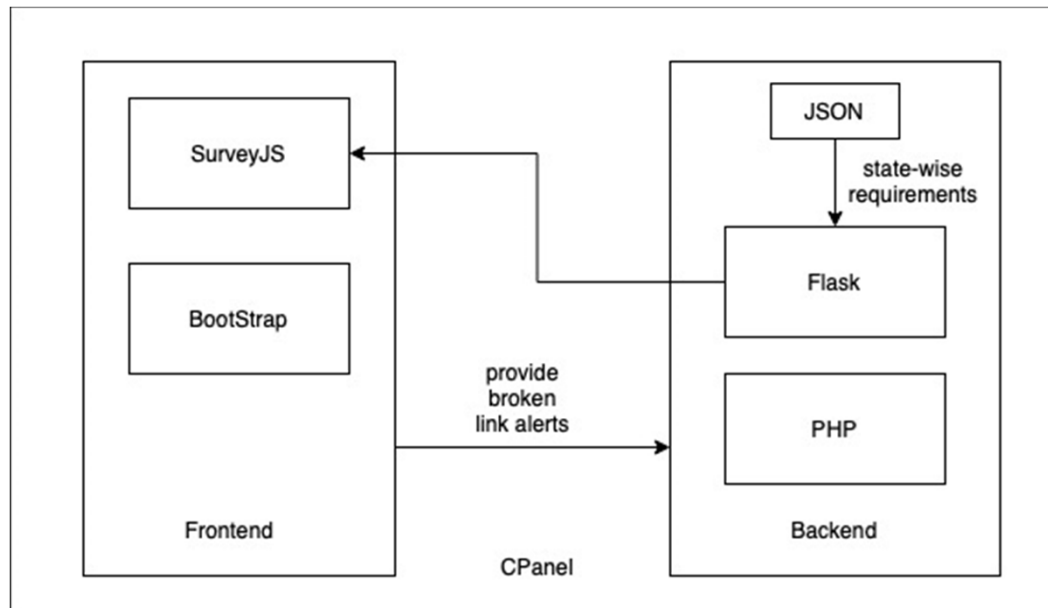 SurveyJS
BootStrap
Frontend
provide
broken
link alerts
CPanel
JSON
state-wise
requirements
Flask
PHP
Backend